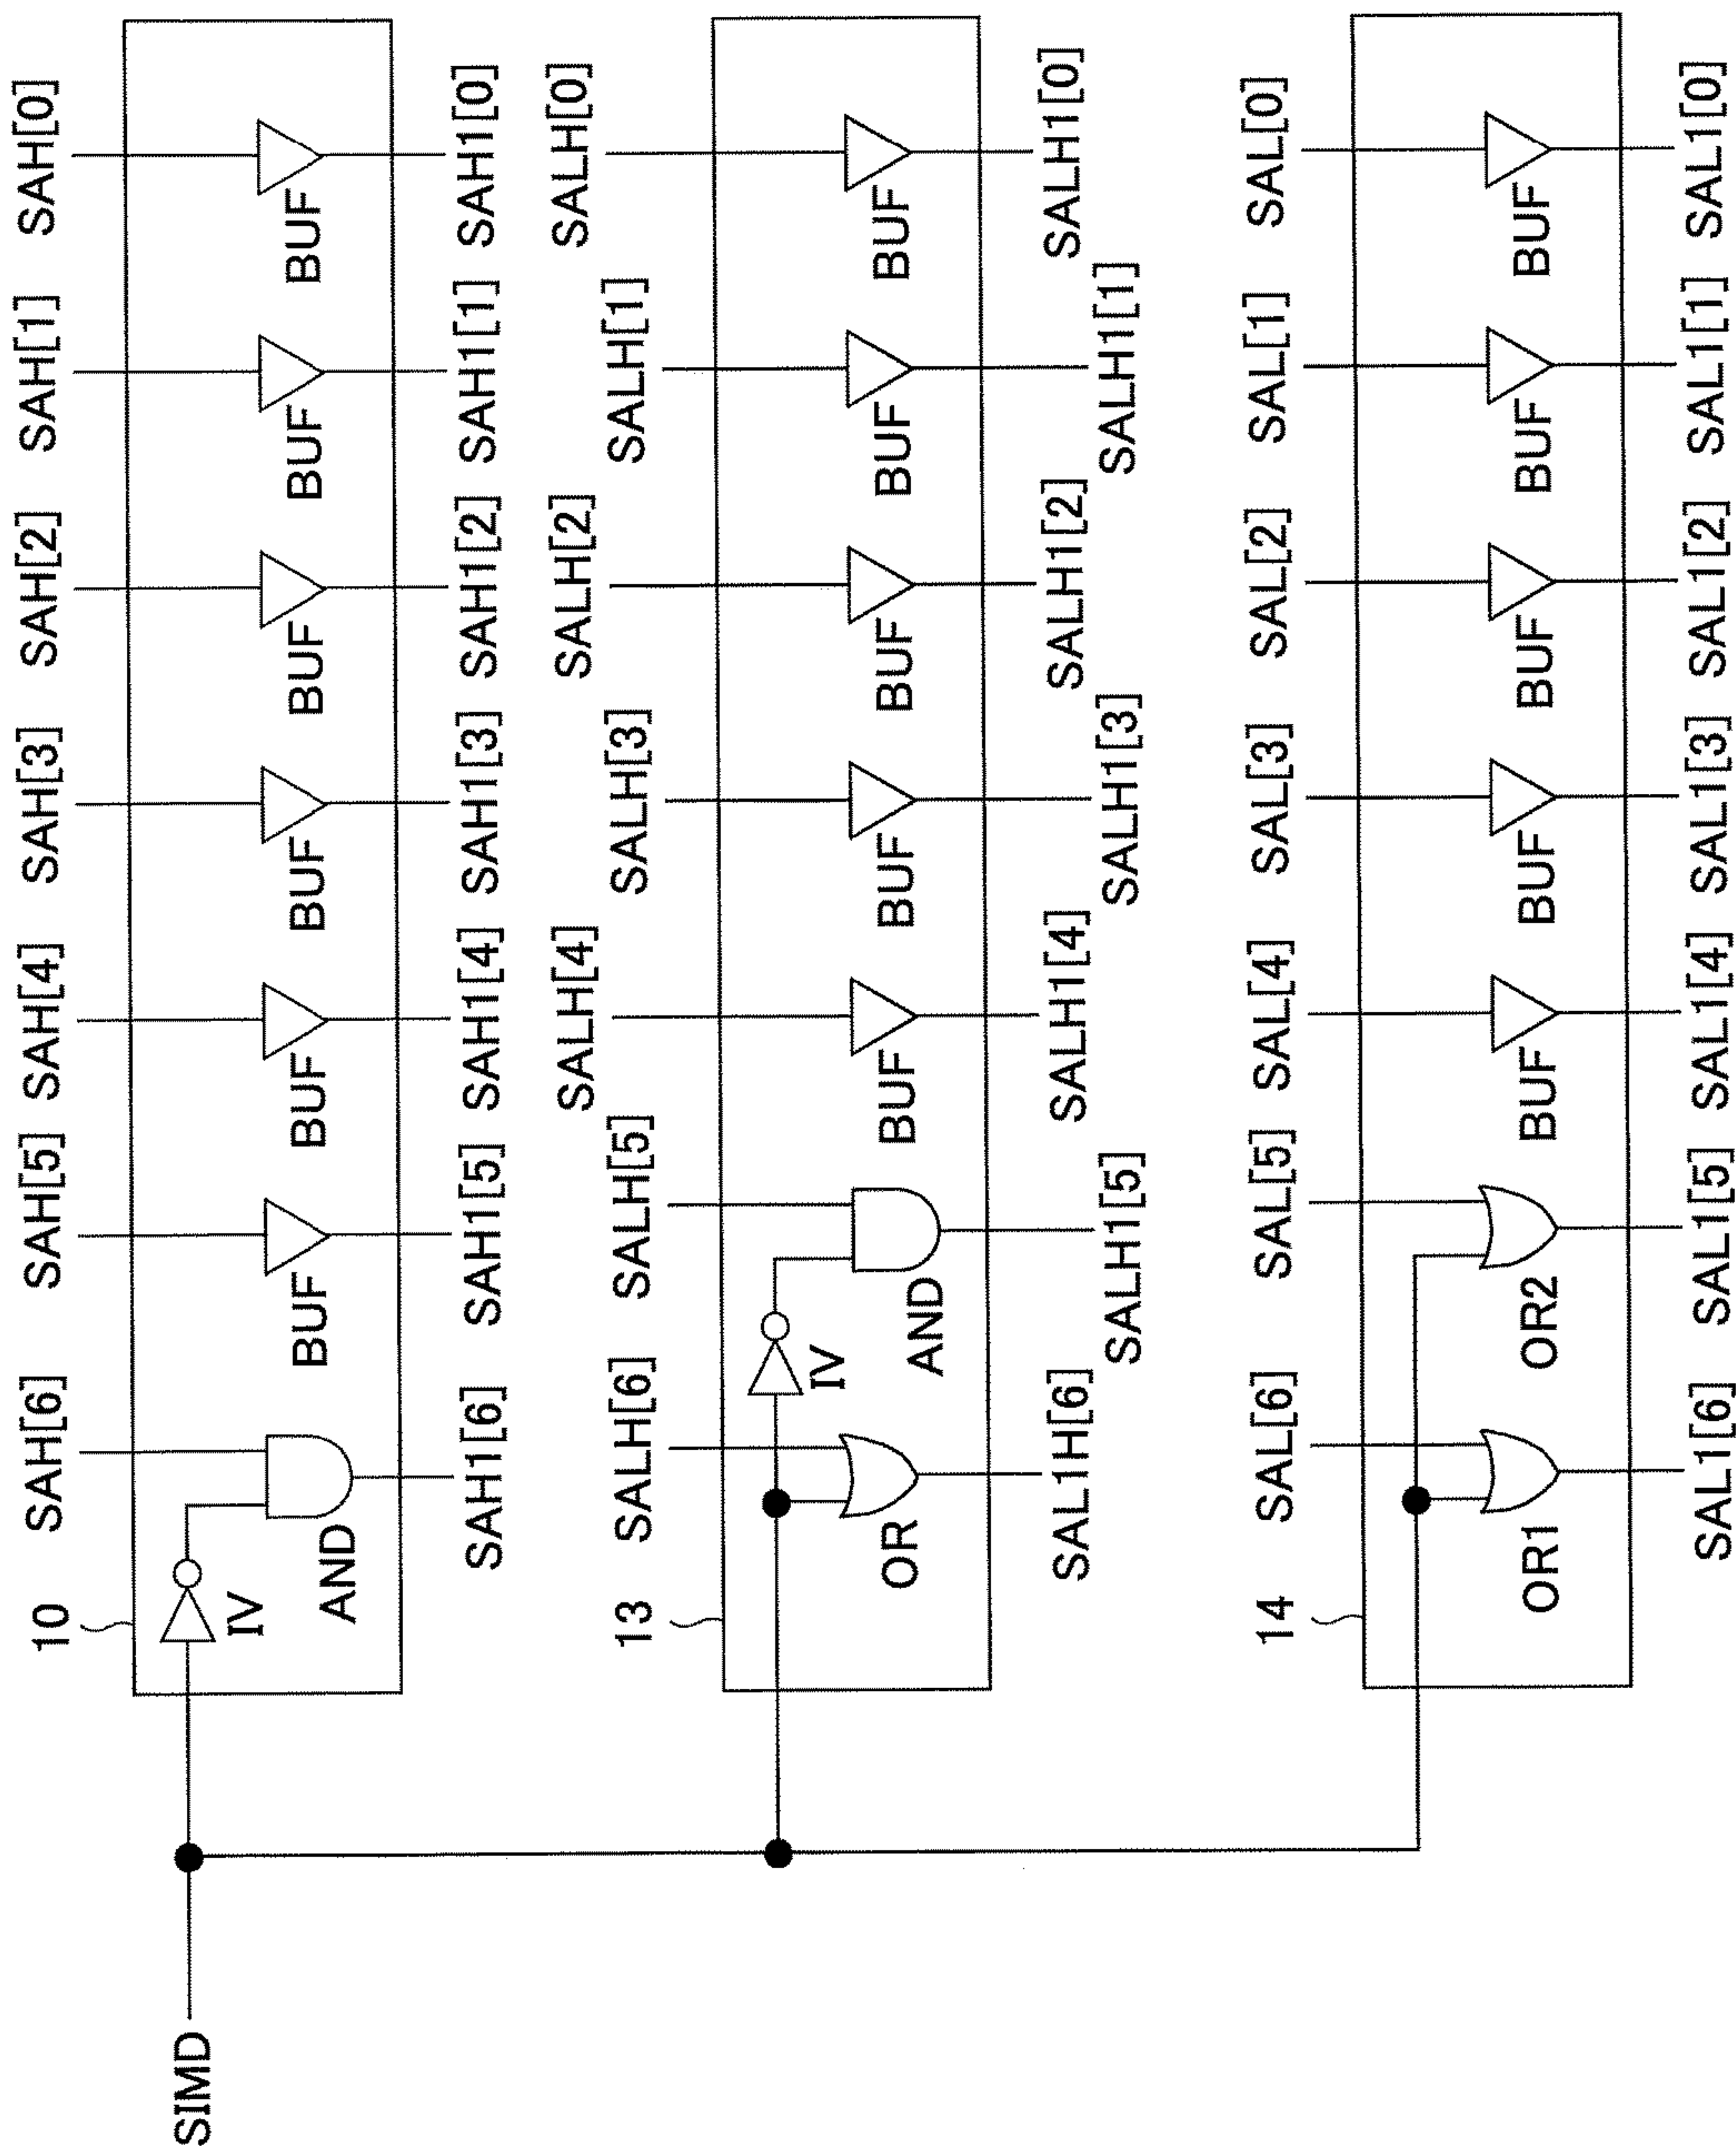 10 SAH[6] SAH[5] SAH[4] SAH[3] SAH[2] SAH[1] SAH[0]
SIMD
IV
AND BUF BUF BUF BUF BUF BUF
SAH1[6] SAH1[5] SAH1[4] SAH1[3] SAH1[2] SAH1[1] SAH1[0]
SALH[4] SALH[2] SALH[0]
13 SALH[6] SALH[5] SALH[3] SALH[1]
IV
OR AND BUF BUF BUF BUF BUF
SAL1H[6] SALH1[4] SALH1[2] SALH1[0]
SALH1[5] SALH1[3] SALH1[1]
14 SAL[6] SAL[5] SAL[4] SAL[3] SAL[2] SAL[1] SAL[0]
OR1 OR2 BUF BUF BUF BUF BUF
SAL1[6] SAL1[5] SAL1[4] SAL1[3] SAL1[2] SAL1[1] SAL1[0]